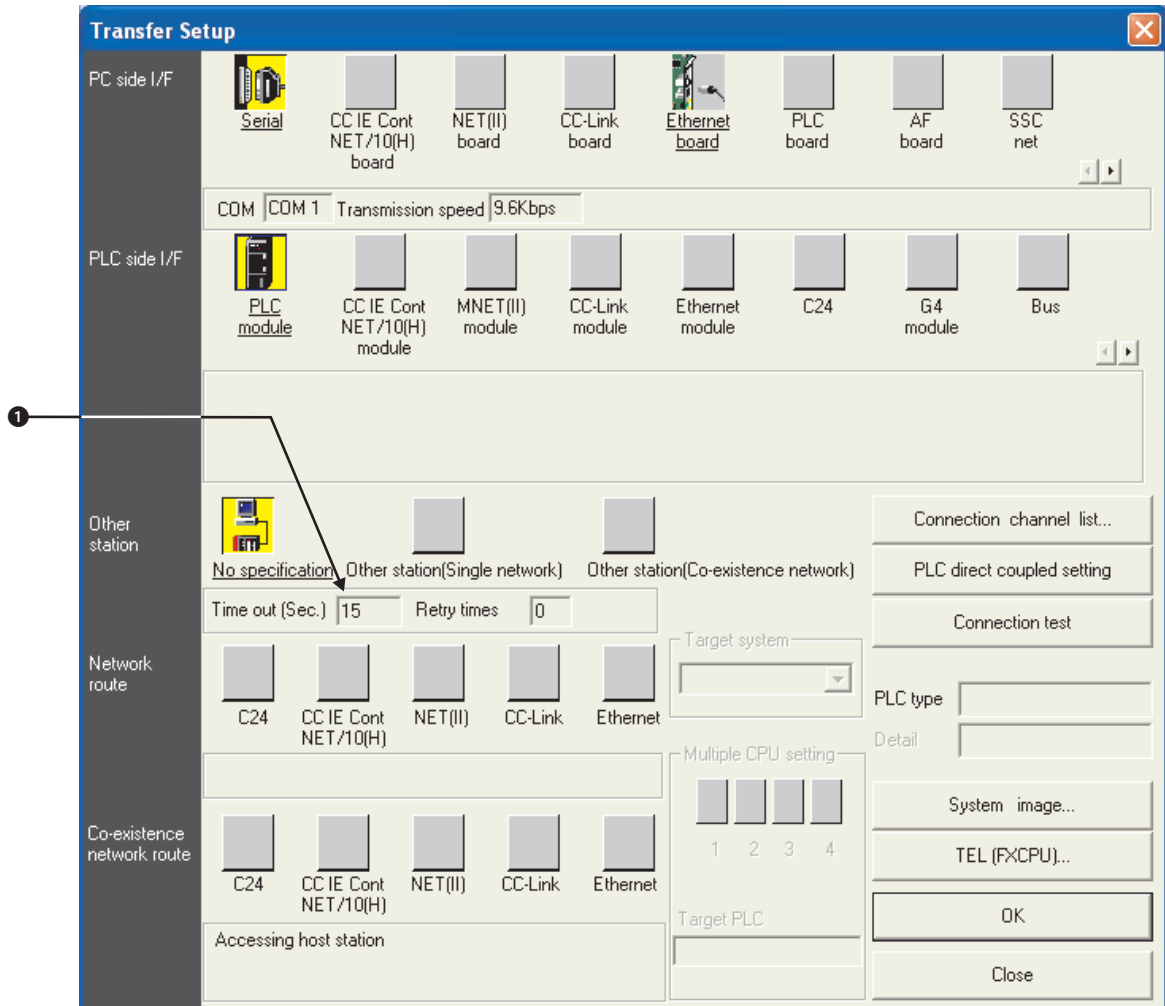 Transfer Setup
PC side I/F
Serial
CC IE Cont
NET/10(H)
board
NET(II)
board
CC-Link
board
Ethernet
board
PLC
board
AF
board
SSC
net
COM COM 1 Transmission speed 9.6Kbps
PLC side I/F
PLC
module
CC IE Cont
NET/10(H)
module
MNET(II)
module
CC-Link
module
Ethernet
module
C24
G4
module
Bus
1
Other
station
No specification
Other station(Single network)
Other station(Co-existence network)
Time out (Sec.) 15 Retry times 0
Connection channel list...
PLC direct coupled setting
Connection test
Network
route
C24
CC IE Cont
NET/10(H)
NET(II)
CC-Link
Ethernet
Target system
PLC type
Detail
Multiple CPU setting
1 2 3 4
Target PLC
System image...
TEL (FXCPU)...
Co-existence
network route
C24
CC IE Cont
NET/10(H)
NET(II)
CC-Link
Ethernet
Accessing host station
OK
Close